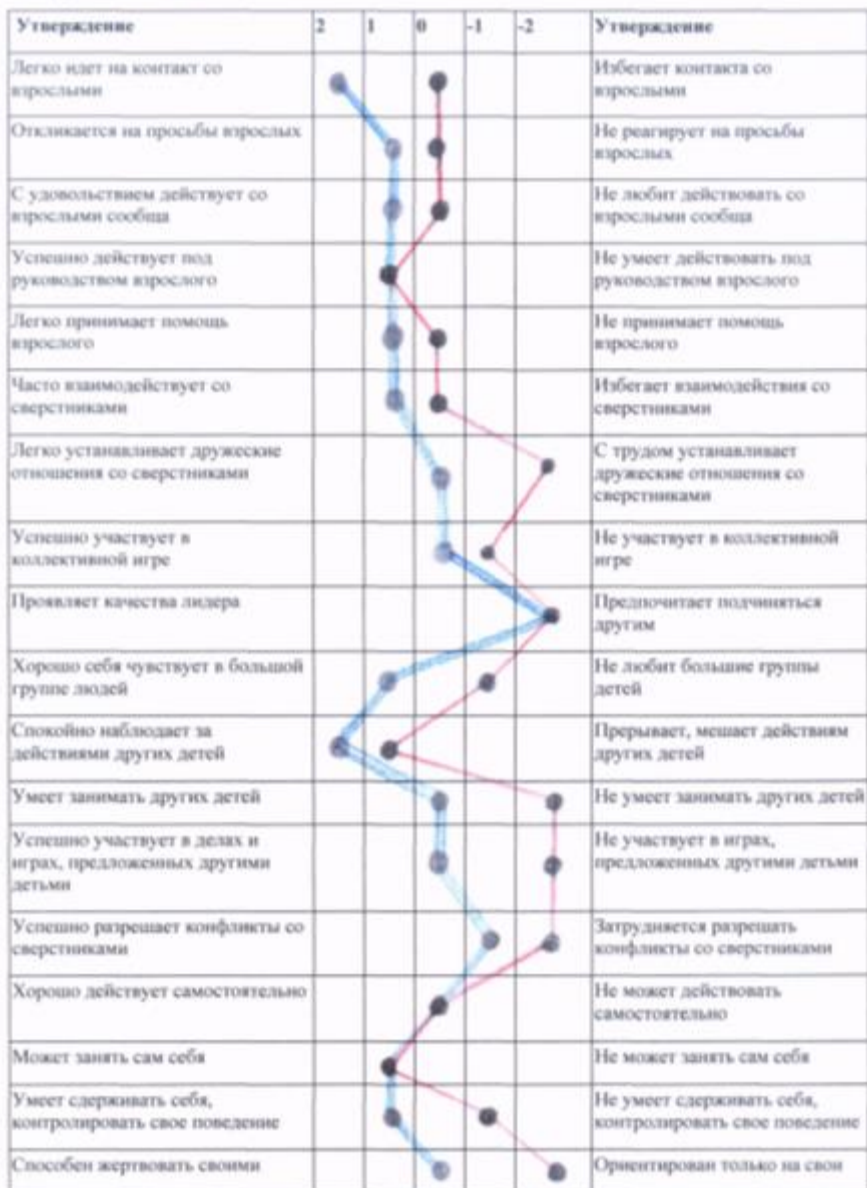 Утверждение 2 1 0 -1 -2 Утверждение
Легко идет на контакт со Избегает контакта со
взрослыми взрослыми
Откликается на просьбы взрослых Не реагирует на просьбы
взрослых
С удовольствием действует со Не любит действовать со
взрослыми сообща взрослыми сообща
Успешно действует под Не умеет действовать под
руководством взрослого руководством взрослого
Легко принимает помощь Не принимает помощь
взрослого взрослого
Часто взаимодействует со Избегает взаимодействия со
сверстниками сверстниками
Легко устанавливает дружеские С трудом устанавливает
отношения со сверстниками дружеские отношения со
сверстниками
Успешно участвует в Не участвует в коллективной
коллективной игре игре
Проявляет качества лидера Предпочитает подчиняться
другим
Хорошо себя чувствует в большой Не любит большие группы
группе людей детей
Спокойно наблюдает за Прерывает, мешает действиям
действиями других детей других детей
Умеет занимать других детей Не умеет занимать других детей
Успешно участвует в делах и Не участвует в играх,
играх, предложенных другими предложенных другими детьми
детьми
Успешно разрешает конфликты со Затрудняется разрешать
сверстниками конфликты со сверстниками
Хорошо действует самостоятельно Не может действовать
самостоятельно
Может занять сам себя Не может занять сам себя
Умеет сдерживать себя, Не умеет сдерживать себя,
контролировать свое поведение контролировать свое поведение
Способен жертвовать своими Ориентирован только на свои